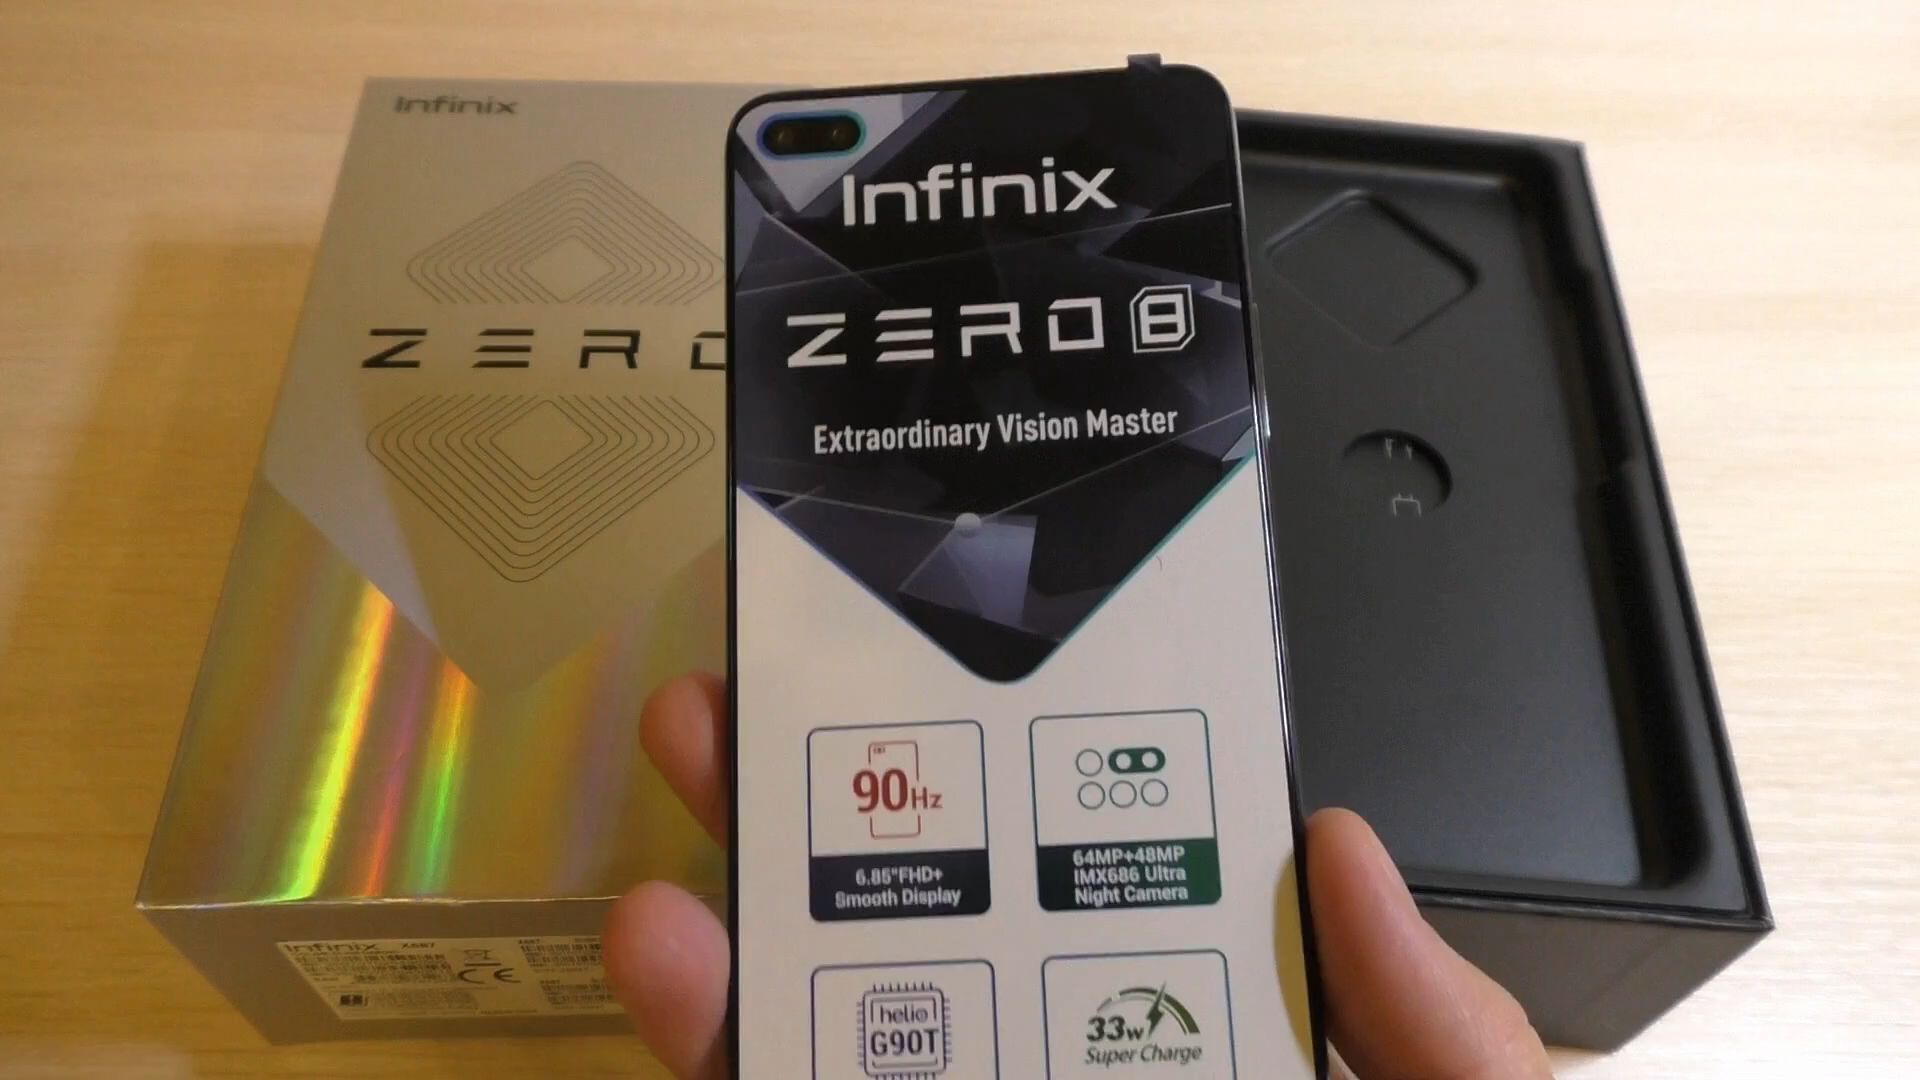 Infinix
ZERO
Infinix
ZERO 8
Extraordinary Vision Master
90Hz
6.85"FHD+
Smooth Display
64MP+48MP
IMX686 Ultra
Night Camera
helio
G90T
33W
Super Charge
Infinix X687
CE